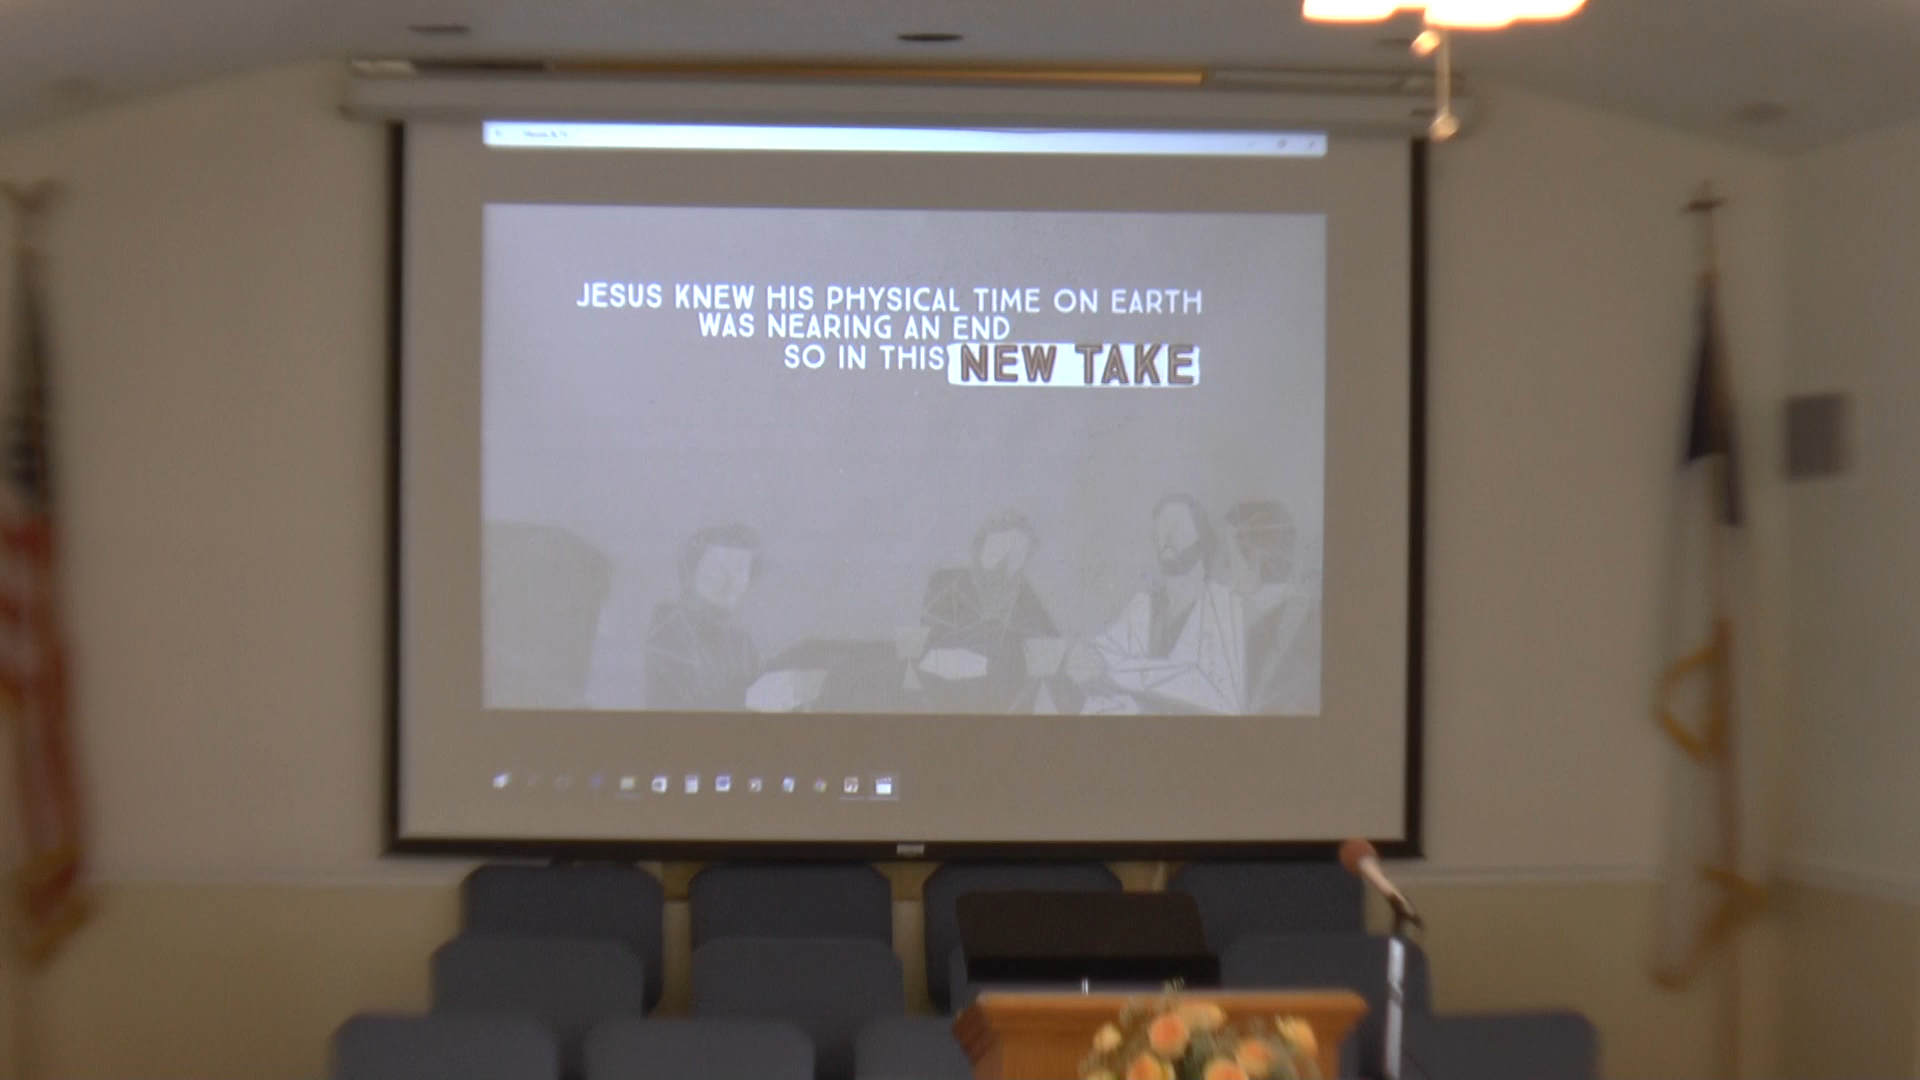 JESUS KNEW HIS PHYSICAL TIME ON EARTH
WAS NEARING AN END
SO IN THIS NEW TAKE